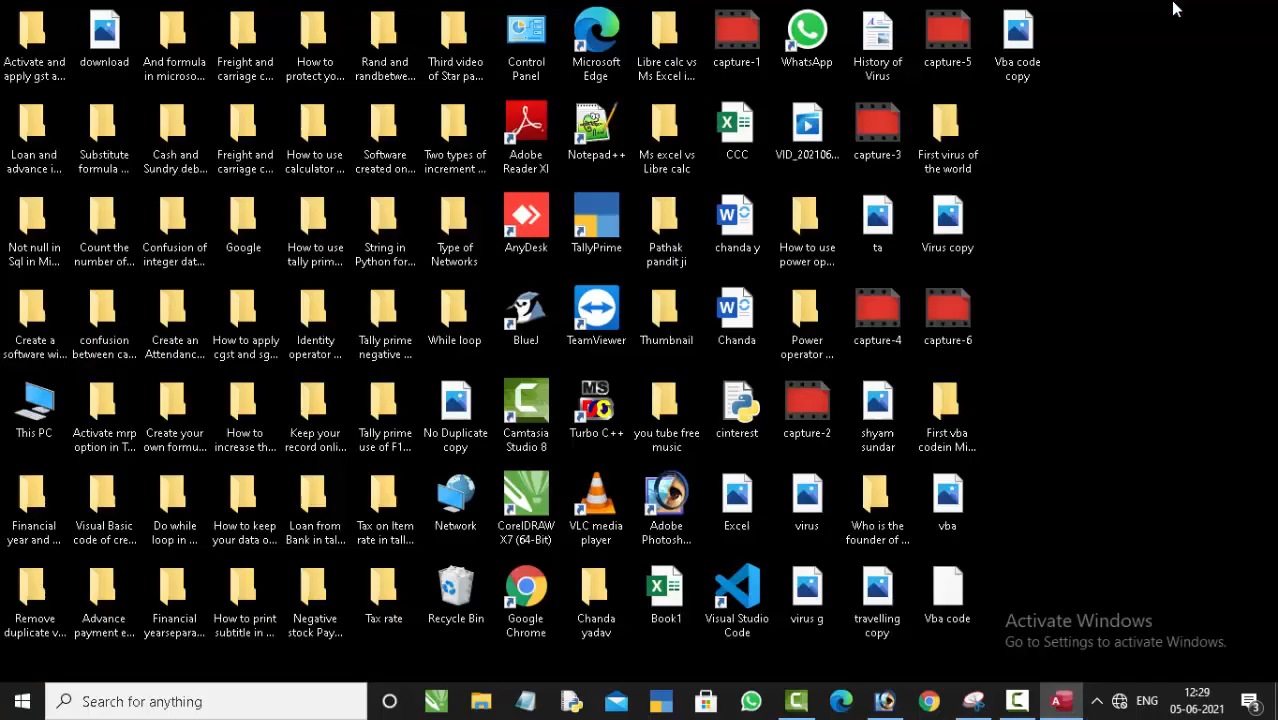 Activate and
apply gst a...
download
And formula
in microso...
Freight and
carriage c...
How to
protect yo...
Rand and
randbetwe...
Third video
of Star pa...
Control
Panel
Microsoft
Edge
Libre calc vs
Ms Excel i...
capture-1
WhatsApp
History of
Virus
capture-5
Vba code
copy
Loan and
advance i...
Substitute
formula ...
Cash and
Sundry deb...
Freight and
carriage c...
How to use
calculator ...
Software
created on...
Two types of
increment ...
Adobe
Reader XI
Notepad++
Ms excel vs
Libre calc
CCC
VID_202106...
capture-3
First virus of
the world
Not null in
Sql in Mi...
Count the
number of...
Confusion of
integer dat...
Google
How to use
tally prim...
String in
Python for...
Type of
Networks
AnyDesk
TallyPrime
Pathak
pandit ji
chanda y
How to use
power op...
ta
Virus copy
Create a
software wi...
confusion
between ca...
Create an
Attendanc...
How to apply
cgst and sg...
Identity
operator ...
Tally prime
negative ...
While loop
BlueJ
TeamViewer
Thumbnail
Chanda
Power
operator ...
capture-4
capture-6
This PC
Activate mrp
option in T...
Create your
own formu...
How to
increase th...
Keep your
record onli...
Tally prime
use of F1...
No Duplicate
copy
Camtasia
Studio 8
MS
Turbo C++
you tube free
music
cinterest
capture-2
shyam
sundar
First vba
codein Mi...
Financial
year and ...
Visual Basic
code of cre...
Do while
loop in ...
How to keep
your data o...
Loan from
Bank in tal...
Tax on Item
rate in tall...
Network
CorelDRAW
X7 (64-Bit)
VLC media
player
Adobe
Photosh...
Excel
virus
Who is the
founder of ...
vba
Remove
duplicate v...
Advance
payment e...
Financial
yearsepara...
How to print
subtitle in ...
Negative
stock Pay...
Tax rate
Recycle Bin
Google
Chrome
Chanda
yadav
Book1
Visual Studio
Code
virus g
travelling
copy
Vba code
Activate Windows
Go to Settings to activate Windows.
Search for anything
ENG
12:29
05-06-2021
3